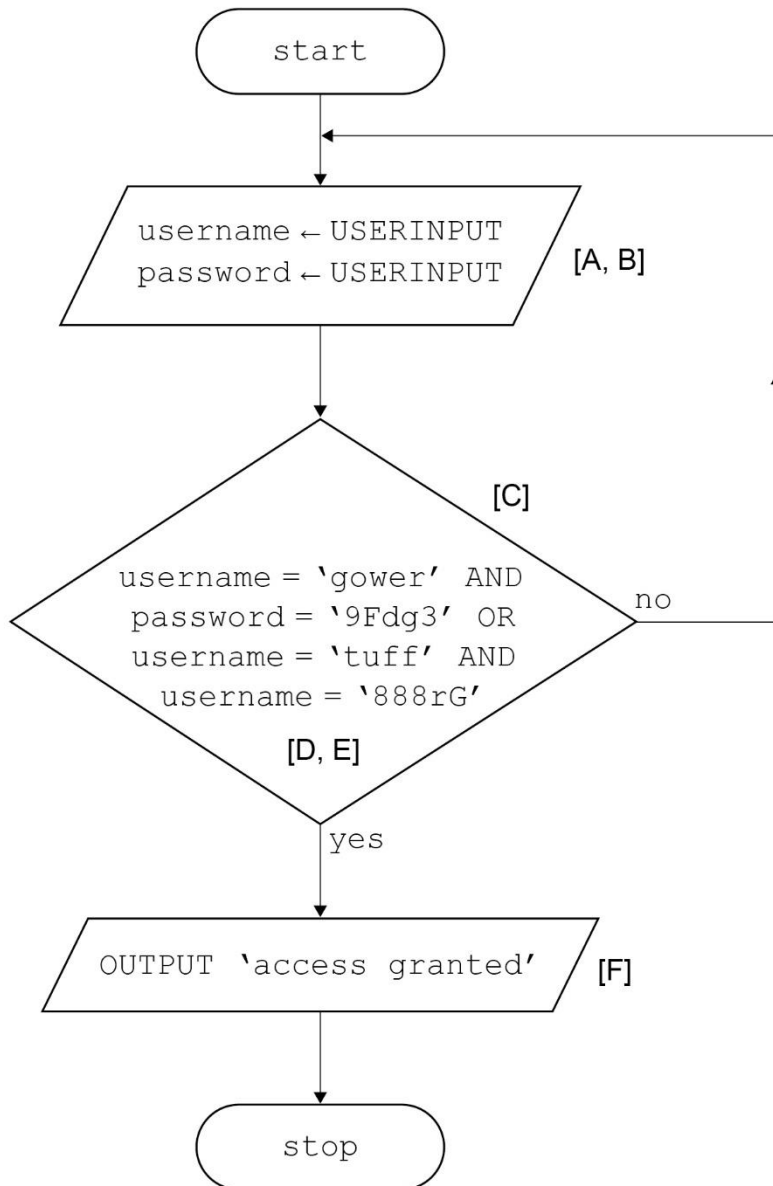 start
username ← USERINPUT
password ← USERINPUT
[A, B]
[C]
username = ‘gower’ AND
password = ‘9Fdg3’ OR
username = ‘tuff’ AND
username = ‘888rG’
[D, E]
no
yes
OUTPUT ‘access granted’
[F]
stop